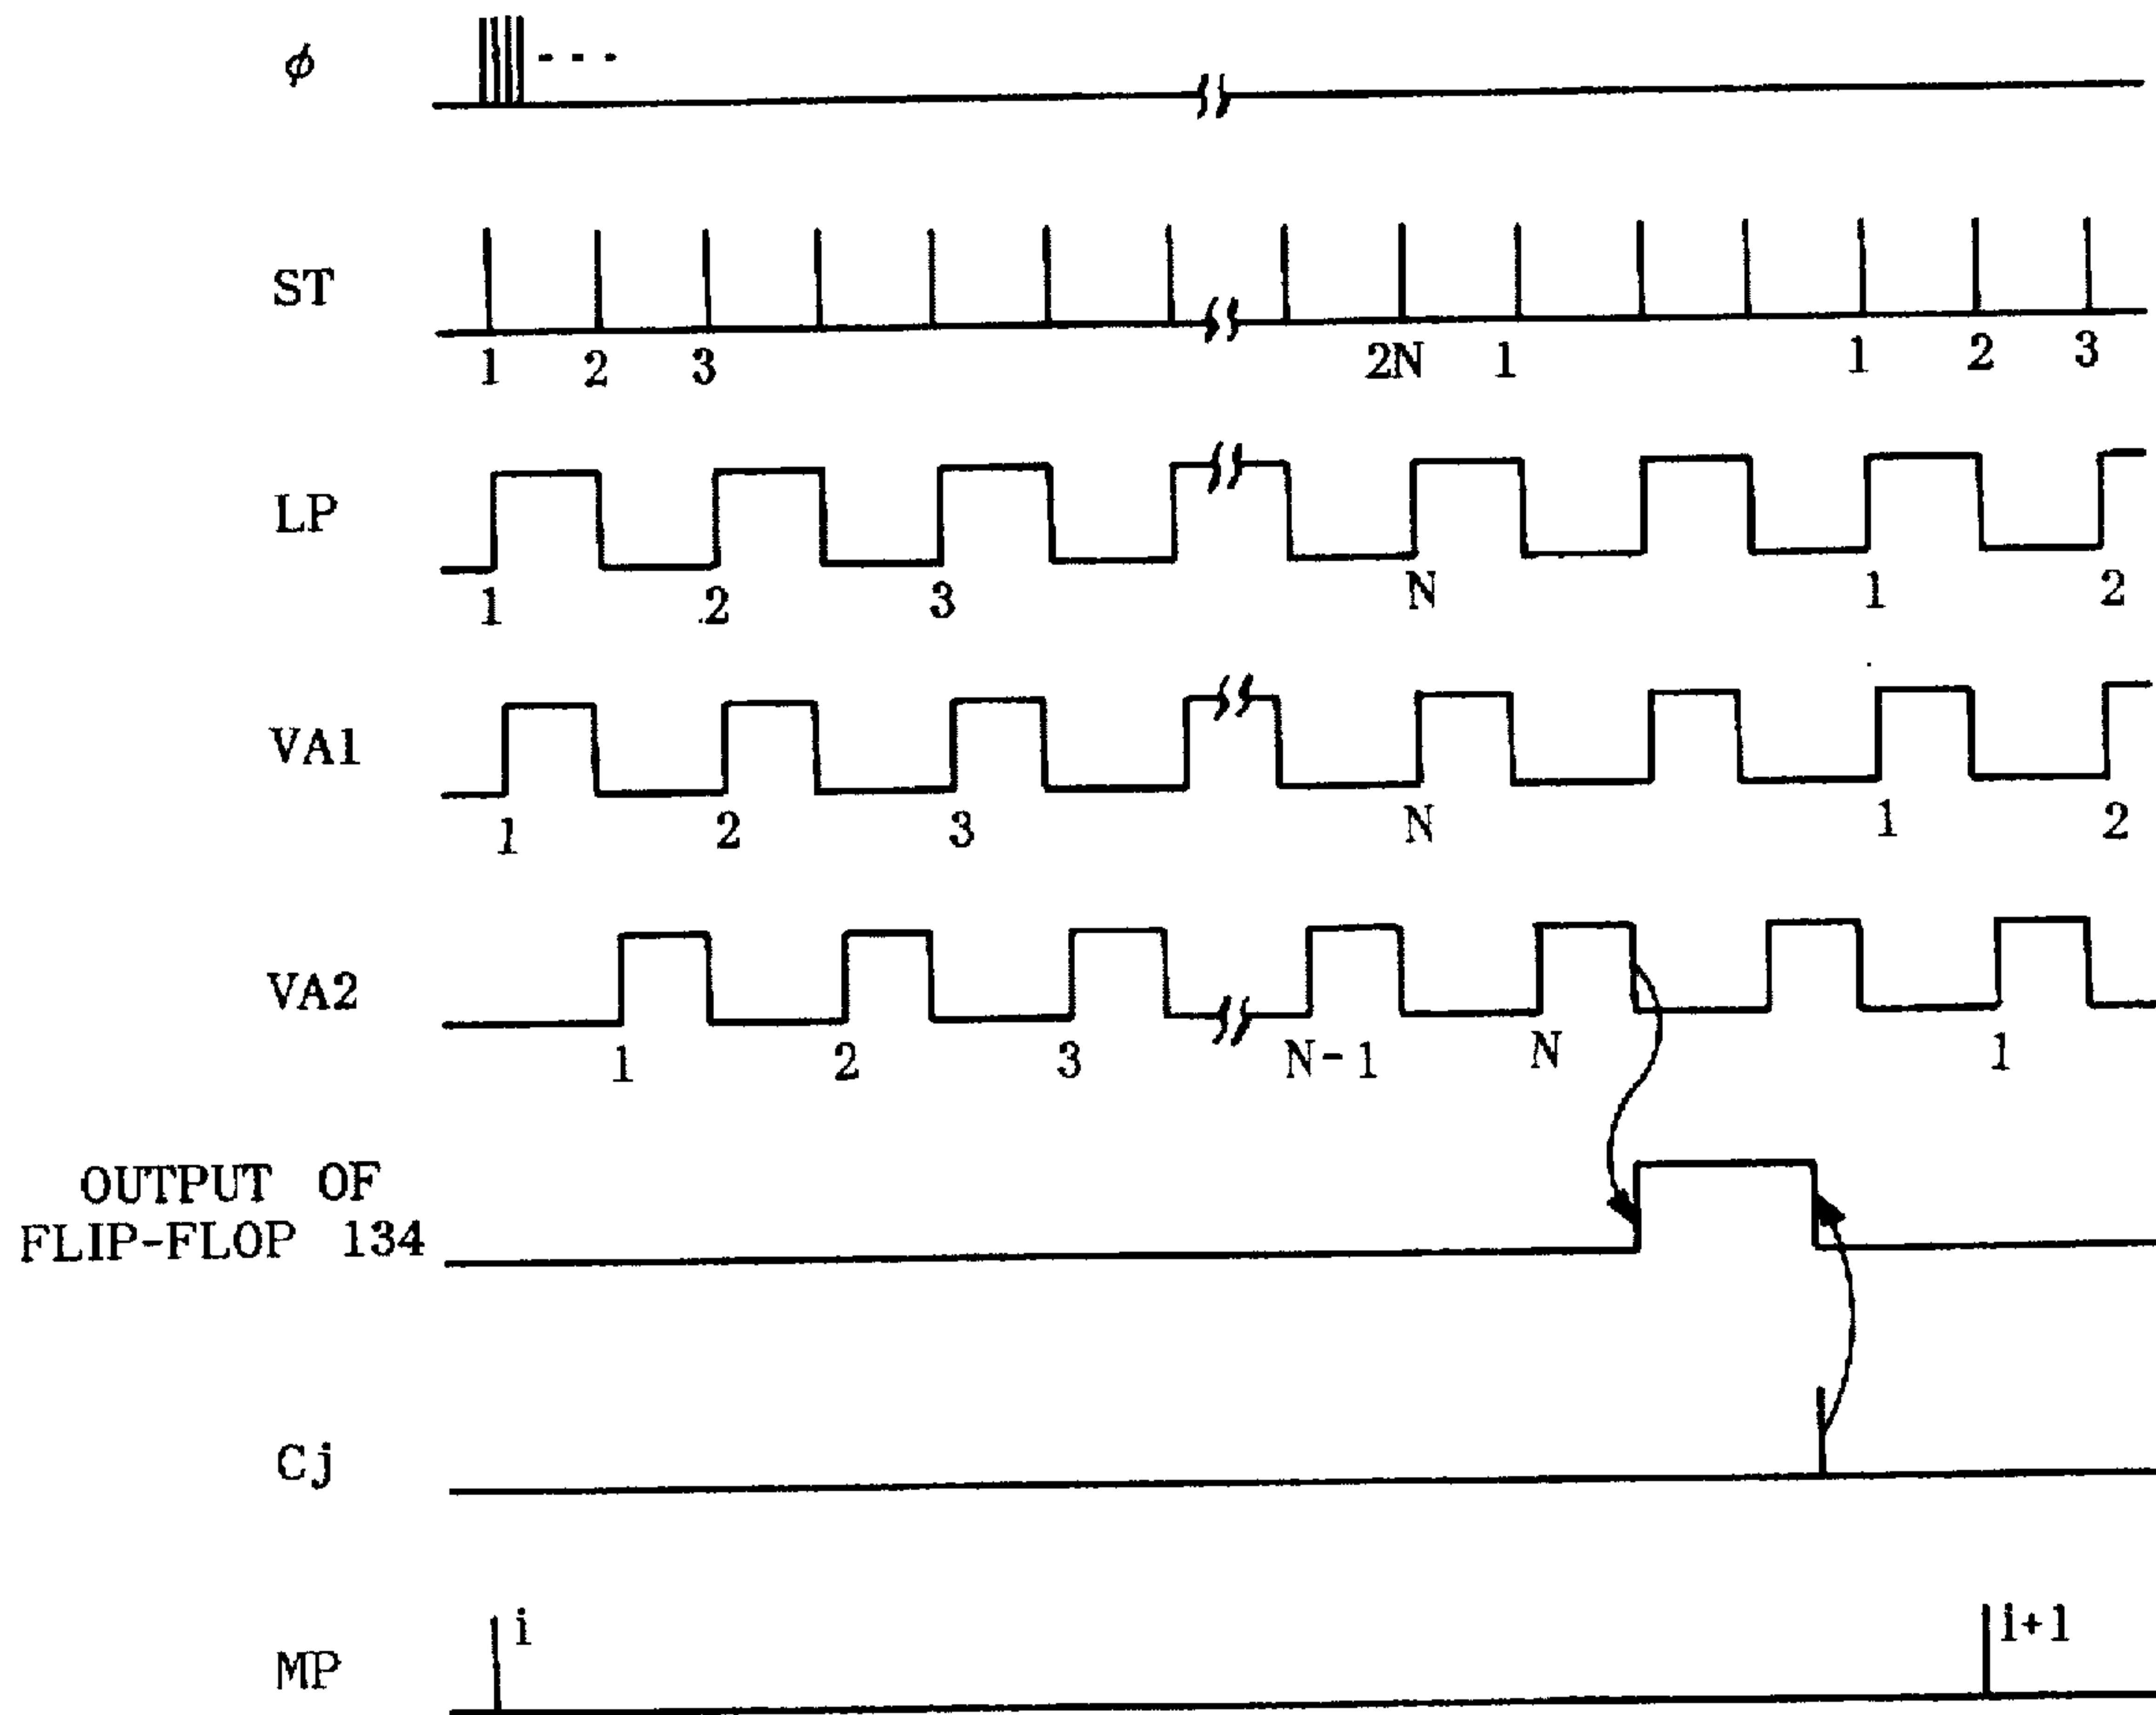 ϕ
ST
1 2 3 2N 1 1 2 3
LP
1 2 3 N 1 2
VA1
1 2 3 N 1 2
VA2
1 2 3 N-1 N 1
OUTPUT OF
FLIP-FLOP 134
Cj
MP
i i+1